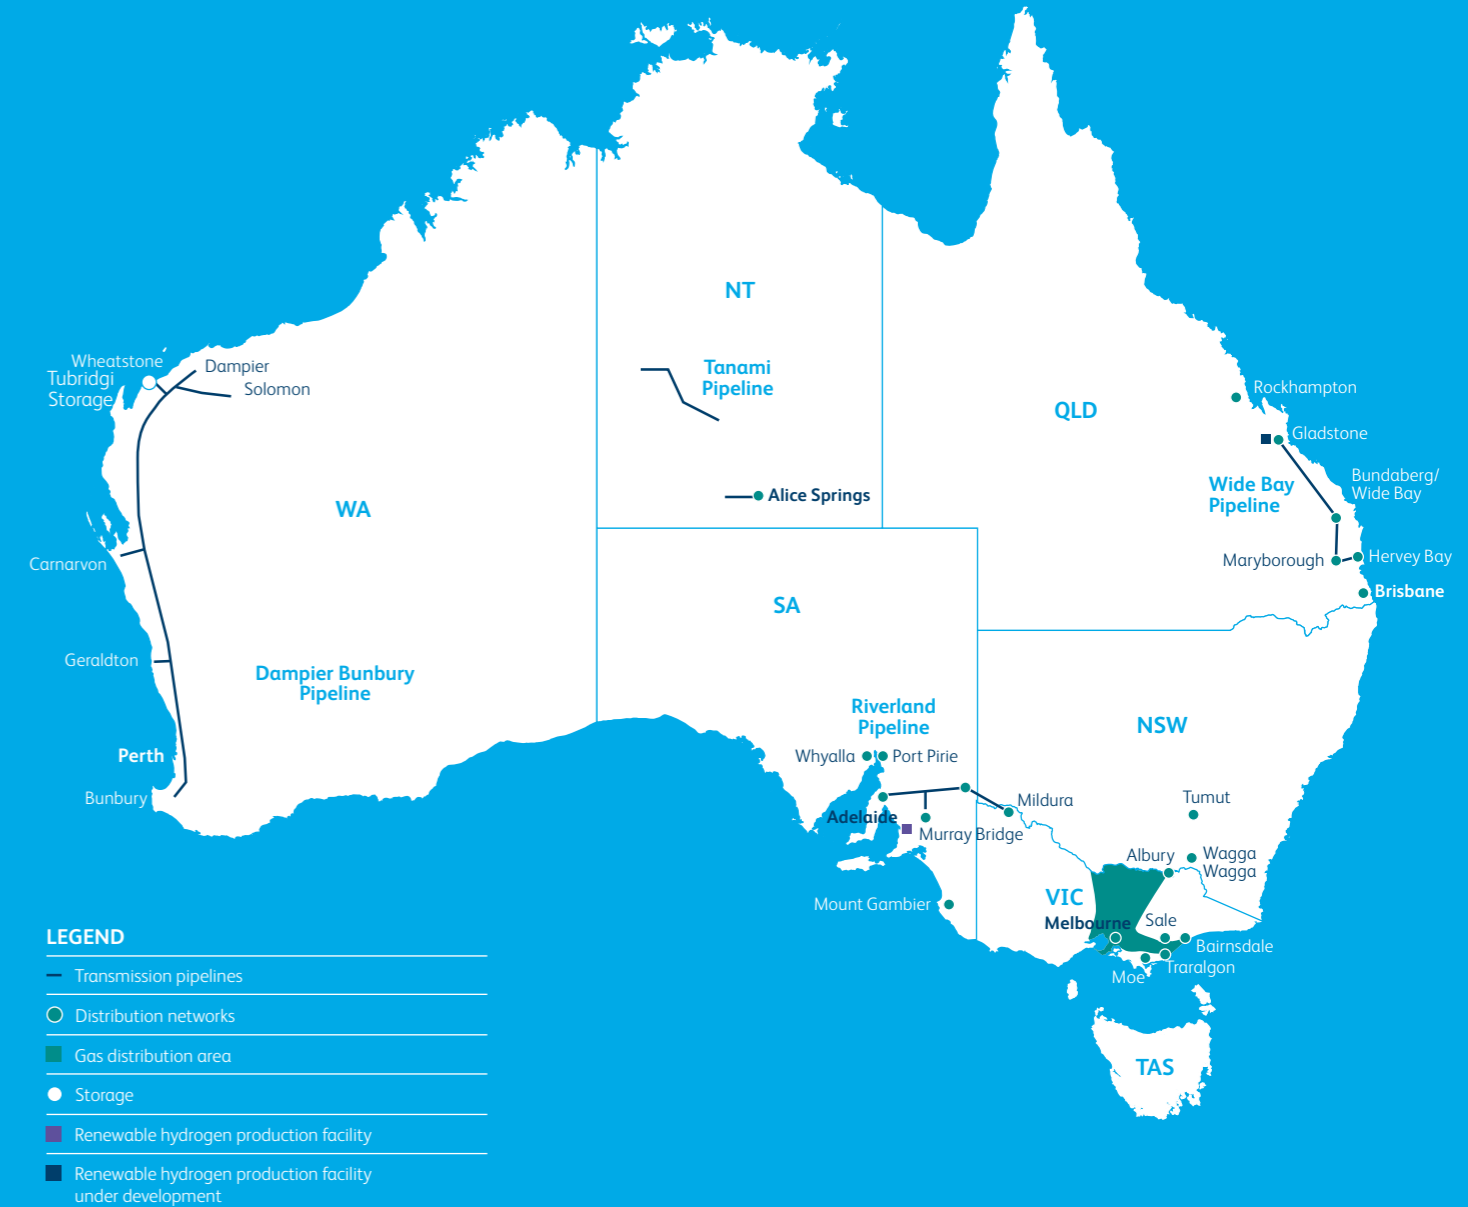 NT
Wheatstone
Tubridgi
Storage
Dampier
Solomon
Tanami
Pipeline
QLD
Rockhampton
Gladstone
Wide Bay
Pipeline
Bundaberg/
Wide Bay
WA
Alice Springs
Carnarvon
Maryborough
Hervey Bay
Brisbane
SA
Geraldton
Dampier Bunbury
Pipeline
Riverland
Pipeline
NSW
Perth
Whyalla
Port Pirie
Bunbury
Adelaide
Murray Bridge
Mildura
Tumut
Albury
Wagga
Wagga
Mount Gambier
VIC
Melbourne
Sale
Bairnsdale
Traralgon
Moe
TAS
LEGEND
Transmission pipelines
Distribution networks
Gas distribution area
Storage
Renewable hydrogen production facility
Renewable hydrogen production facility
under development